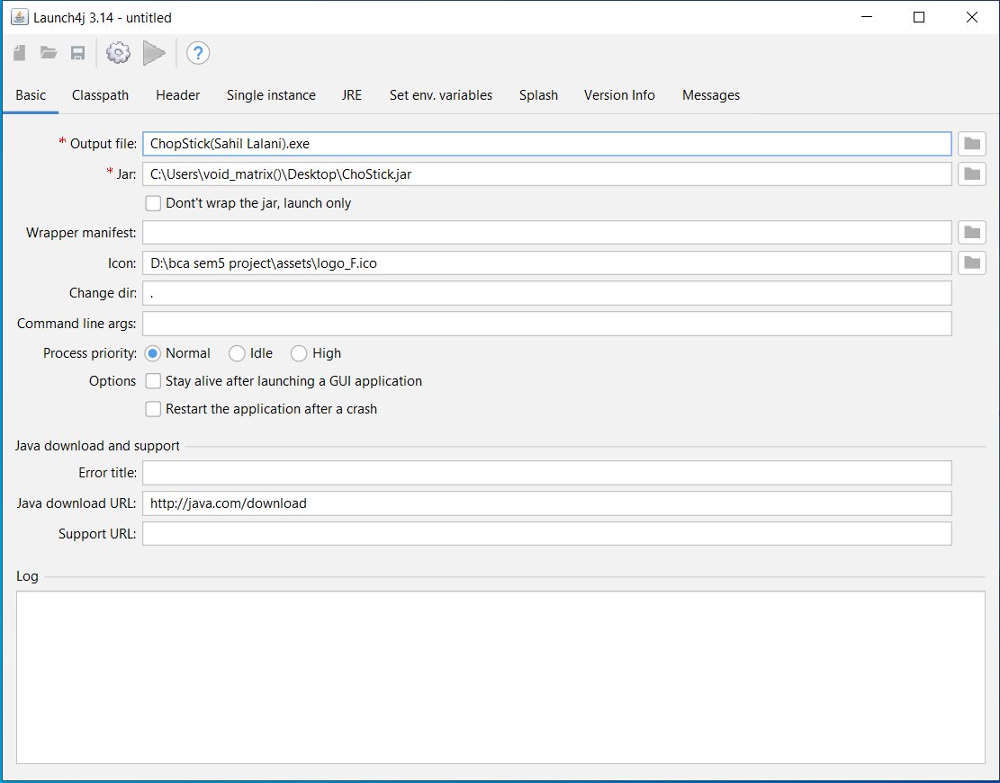 Launch4j 3.14 - untitled
?
Basic Classpath Header Single instance JRE Set env. variables Splash Version Info Messages
* Output file: ChopStick(Sahil Lalani).exe
* Jar: C:\Users\void_matrix()\Desktop\ChoStick.jar
Don't wrap the jar, launch only
Wrapper manifest:
Icon: D:\bca sem5 project\assets\logo_F.ico
Change dir: .
Command line args:
Process priority: Normal Idle High
Options Stay alive after launching a GUI application
Restart the application after a crash
Java download and support
Error title:
Java download URL: http://java.com/download
Support URL:
Log